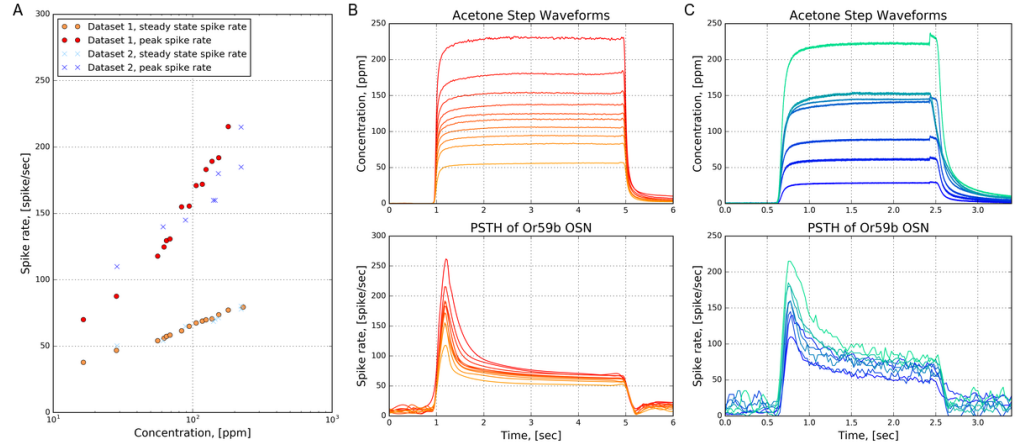 A
Dataset 1, steady state spike rate
Dataset 1, peak spike rate
Dataset 2, steady state spike rate
Dataset 2, peak spike rate
Spike rate, [spike/sec]
300
250
200
150
100
50
0
10¹ 10² 10³
Concentration, [ppm]
B
Acetone Step Waveforms
Concentration, [ppm]
250
200
150
100
50
0
0 1 2 3 4 5 6
PSTH of Or59b OSN
Spike rate, [spike/sec]
300
250
200
150
100
50
0
0 1 2 3 4 5 6
Time, [sec]
C
Acetone Step Waveforms
Concentration, [ppm]
250
200
150
100
50
0
0.0 0.5 1.0 1.5 2.0 2.5 3.0
PSTH of Or59b OSN
Spike rate, [spike/sec]
250
200
150
100
50
0
0.0 0.5 1.0 1.5 2.0 2.5 3.0
Time, [sec]